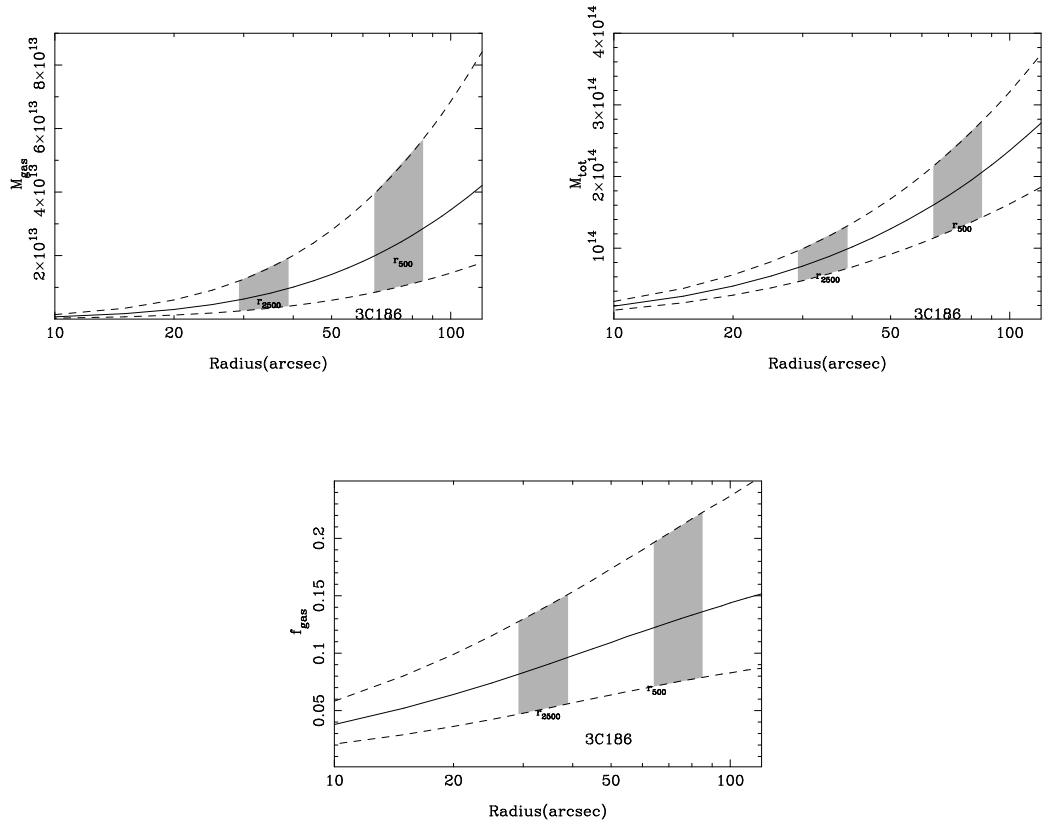 M_gas
2×10^13
4×10^13
6×10^13
8×10^13
r_2500
r_500
3C186
10 20 50 100
Radius(arcsec)
M_tot
10^14
2×10^14
3×10^14
4×10^14
r_2500
r_500
3C186
10 20 50 100
Radius(arcsec)
f_gas
0.05
0.1
0.15
0.2
r_2500
r_500
3C186
10 20 50 100
Radius(arcsec)